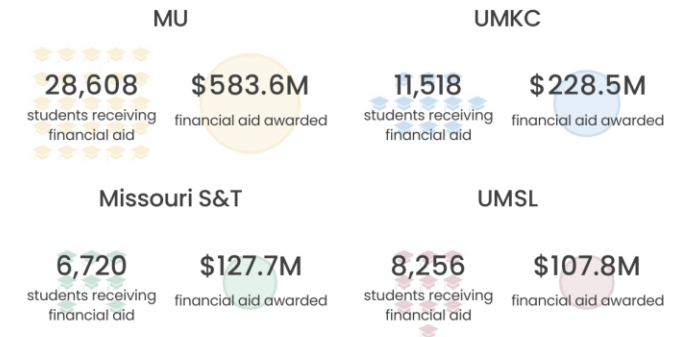 MU
28,608
students receiving
financial aid
$583.6M
financial aid awarded
UMKC
11,518
students receiving
financial aid
$228.5M
financial aid awarded
Missouri S&T
6,720
students receiving
financial aid
$127.7M
financial aid awarded
UMSL
8,256
students receiving
financial aid
$107.8M
financial aid awarded